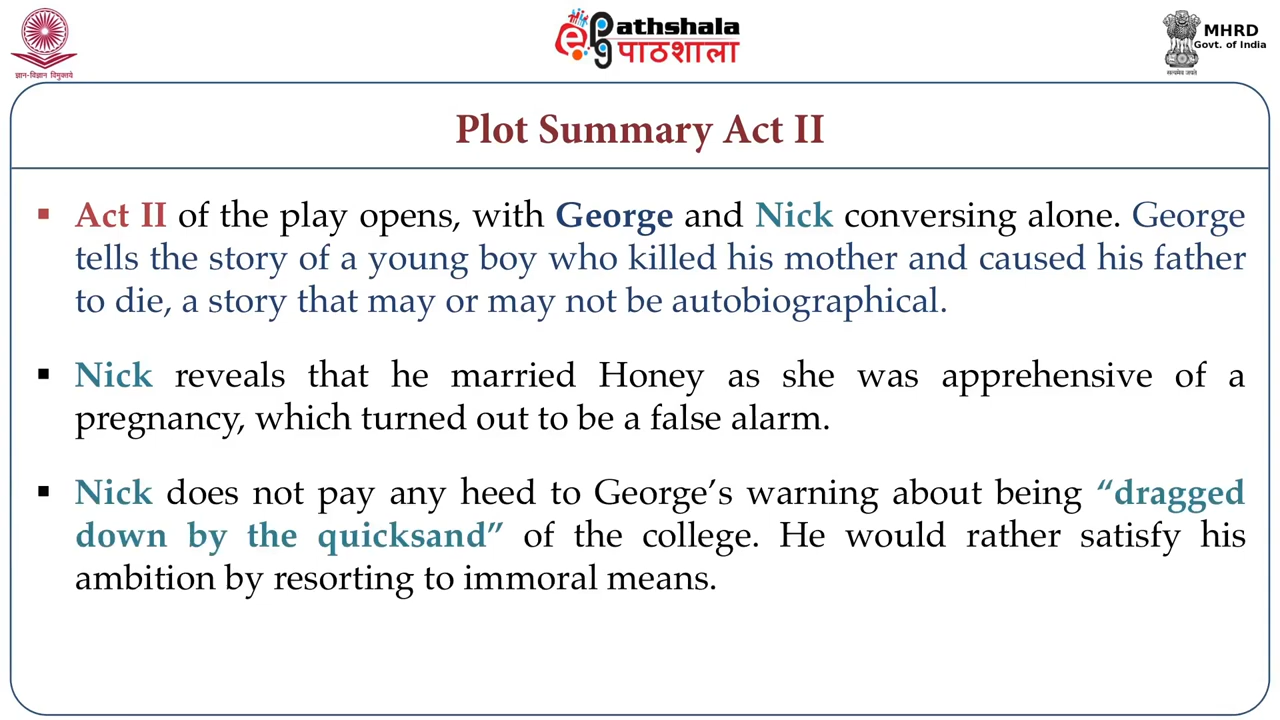 ज्ञान-विज्ञान विमुक्तये
ePathshala
पाठशाला
MHRD
Govt. of India
सत्यमेव जयते
Plot Summary Act II
▪ Act II of the play opens, with George and Nick conversing alone. George
tells the story of a young boy who killed his mother and caused his father
to die, a story that may or may not be autobiographical.
▪ Nick reveals that he married Honey as she was apprehensive of a
pregnancy, which turned out to be a false alarm.
▪ Nick does not pay any heed to George’s warning about being “dragged
down by the quicksand” of the college. He would rather satisfy his
ambition by resorting to immoral means.